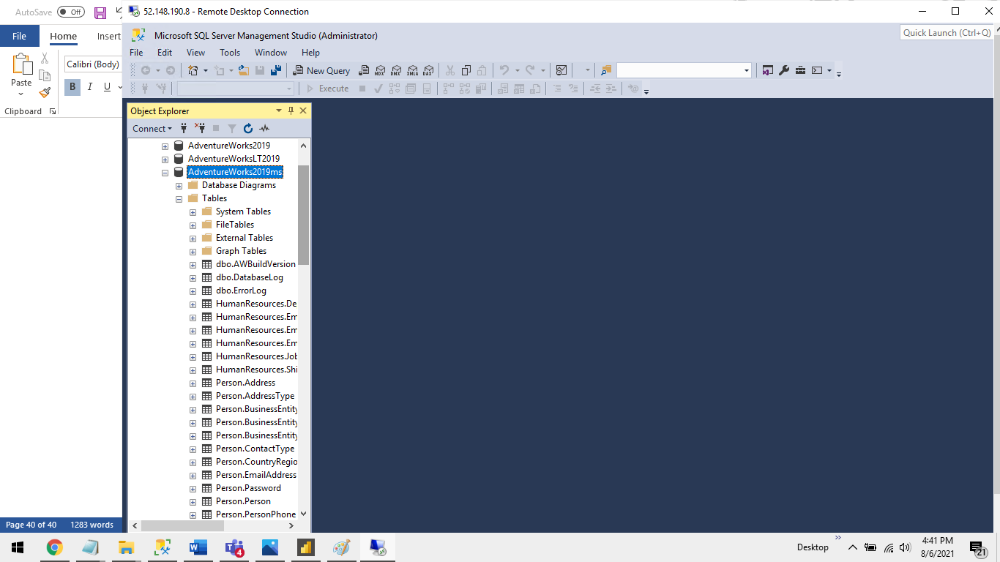 AutoSave Off
52.148.190.8 - Remote Desktop Connection
Microsoft SQL Server Management Studio (Administrator)
Quick Launch (Ctrl+Q)
File Home Insert
File Edit View Tools Window Help
Paste
Calibri (Body)
B I U
Clipboard
New Query
MDX DMX XMLA DAX
Execute
Object Explorer
Connect
AdventureWorks2019
AdventureWorksLT2019
AdventureWorks2019ms
Database Diagrams
Tables
System Tables
FileTables
External Tables
Graph Tables
dbo.AWBuildVersion
dbo.DatabaseLog
dbo.ErrorLog
HumanResources.De
HumanResources.Em
HumanResources.Em
HumanResources.Em
HumanResources.Job
HumanResources.Shi
Person.Address
Person.AddressType
Person.BusinessEntity
Person.BusinessEntity
Person.BusinessEntity
Person.ContactType
Person.CountryRegio
Person.EmailAddress
Person.Password
Person.Person
Person.PersonPhone
Page 40 of 40 1283 words
4
Desktop
4:41 PM
8/6/2021
21